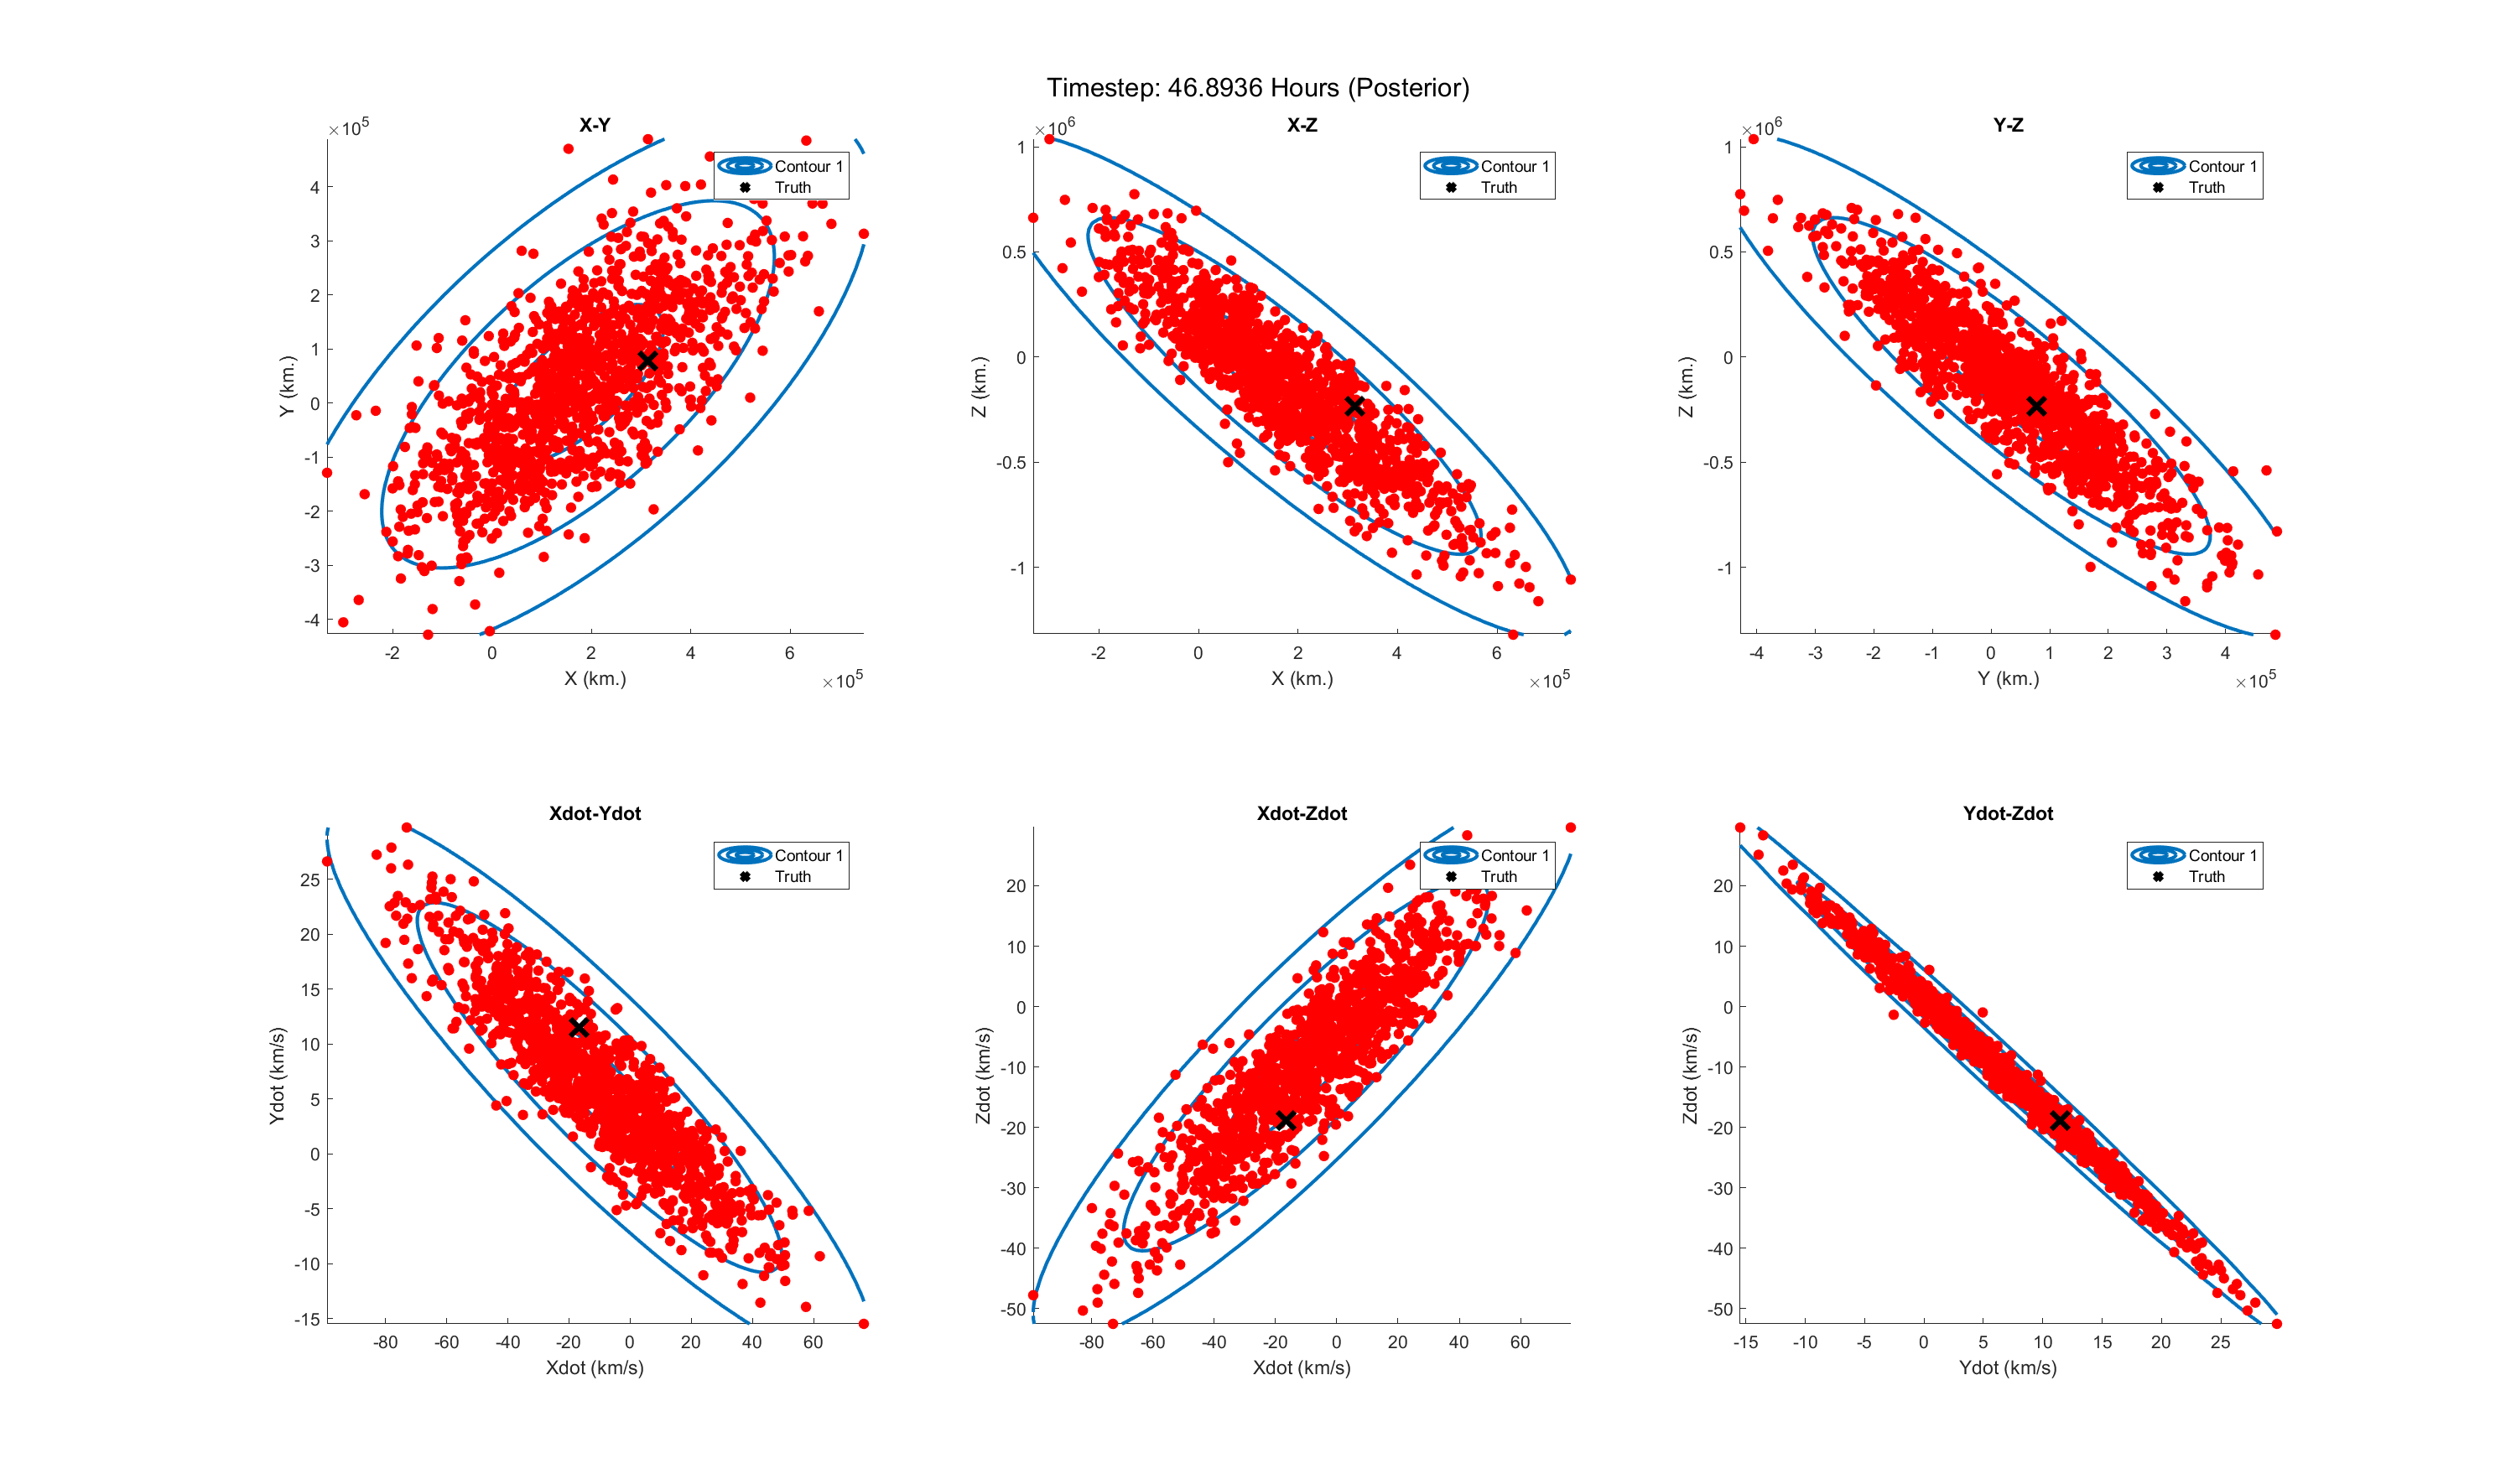 Timestep: 46.8936 Hours (Posterior)
X-Y
×10^5
Contour 1
Truth
4
3
2
1
0
-1
-2
-3
-4
Y (km.)
-2 0 2 4 6
X (km.)
×10^5
X-Z
×10^6
Contour 1
Truth
1
0.5
0
-0.5
-1
Z (km.)
-2 0 2 4 6
X (km.)
×10^5
Y-Z
×10^6
Contour 1
Truth
1
0.5
0
-0.5
-1
Z (km.)
-4 -3 -2 -1 0 1 2 3 4
Y (km.)
×10^5
Xdot-Ydot
Contour 1
Truth
25
20
15
10
5
0
-5
-10
-15
Ydot (km/s)
-80 -60 -40 -20 0 20 40 60
Xdot (km/s)
Xdot-Zdot
Contour 1
Truth
20
10
0
-10
-20
-30
-40
-50
Zdot (km/s)
-80 -60 -40 -20 0 20 40 60
Xdot (km/s)
Ydot-Zdot
Contour 1
Truth
20
10
0
-10
-20
-30
-40
-50
Zdot (km/s)
-15 -10 -5 0 5 10 15 20 25
Ydot (km/s)